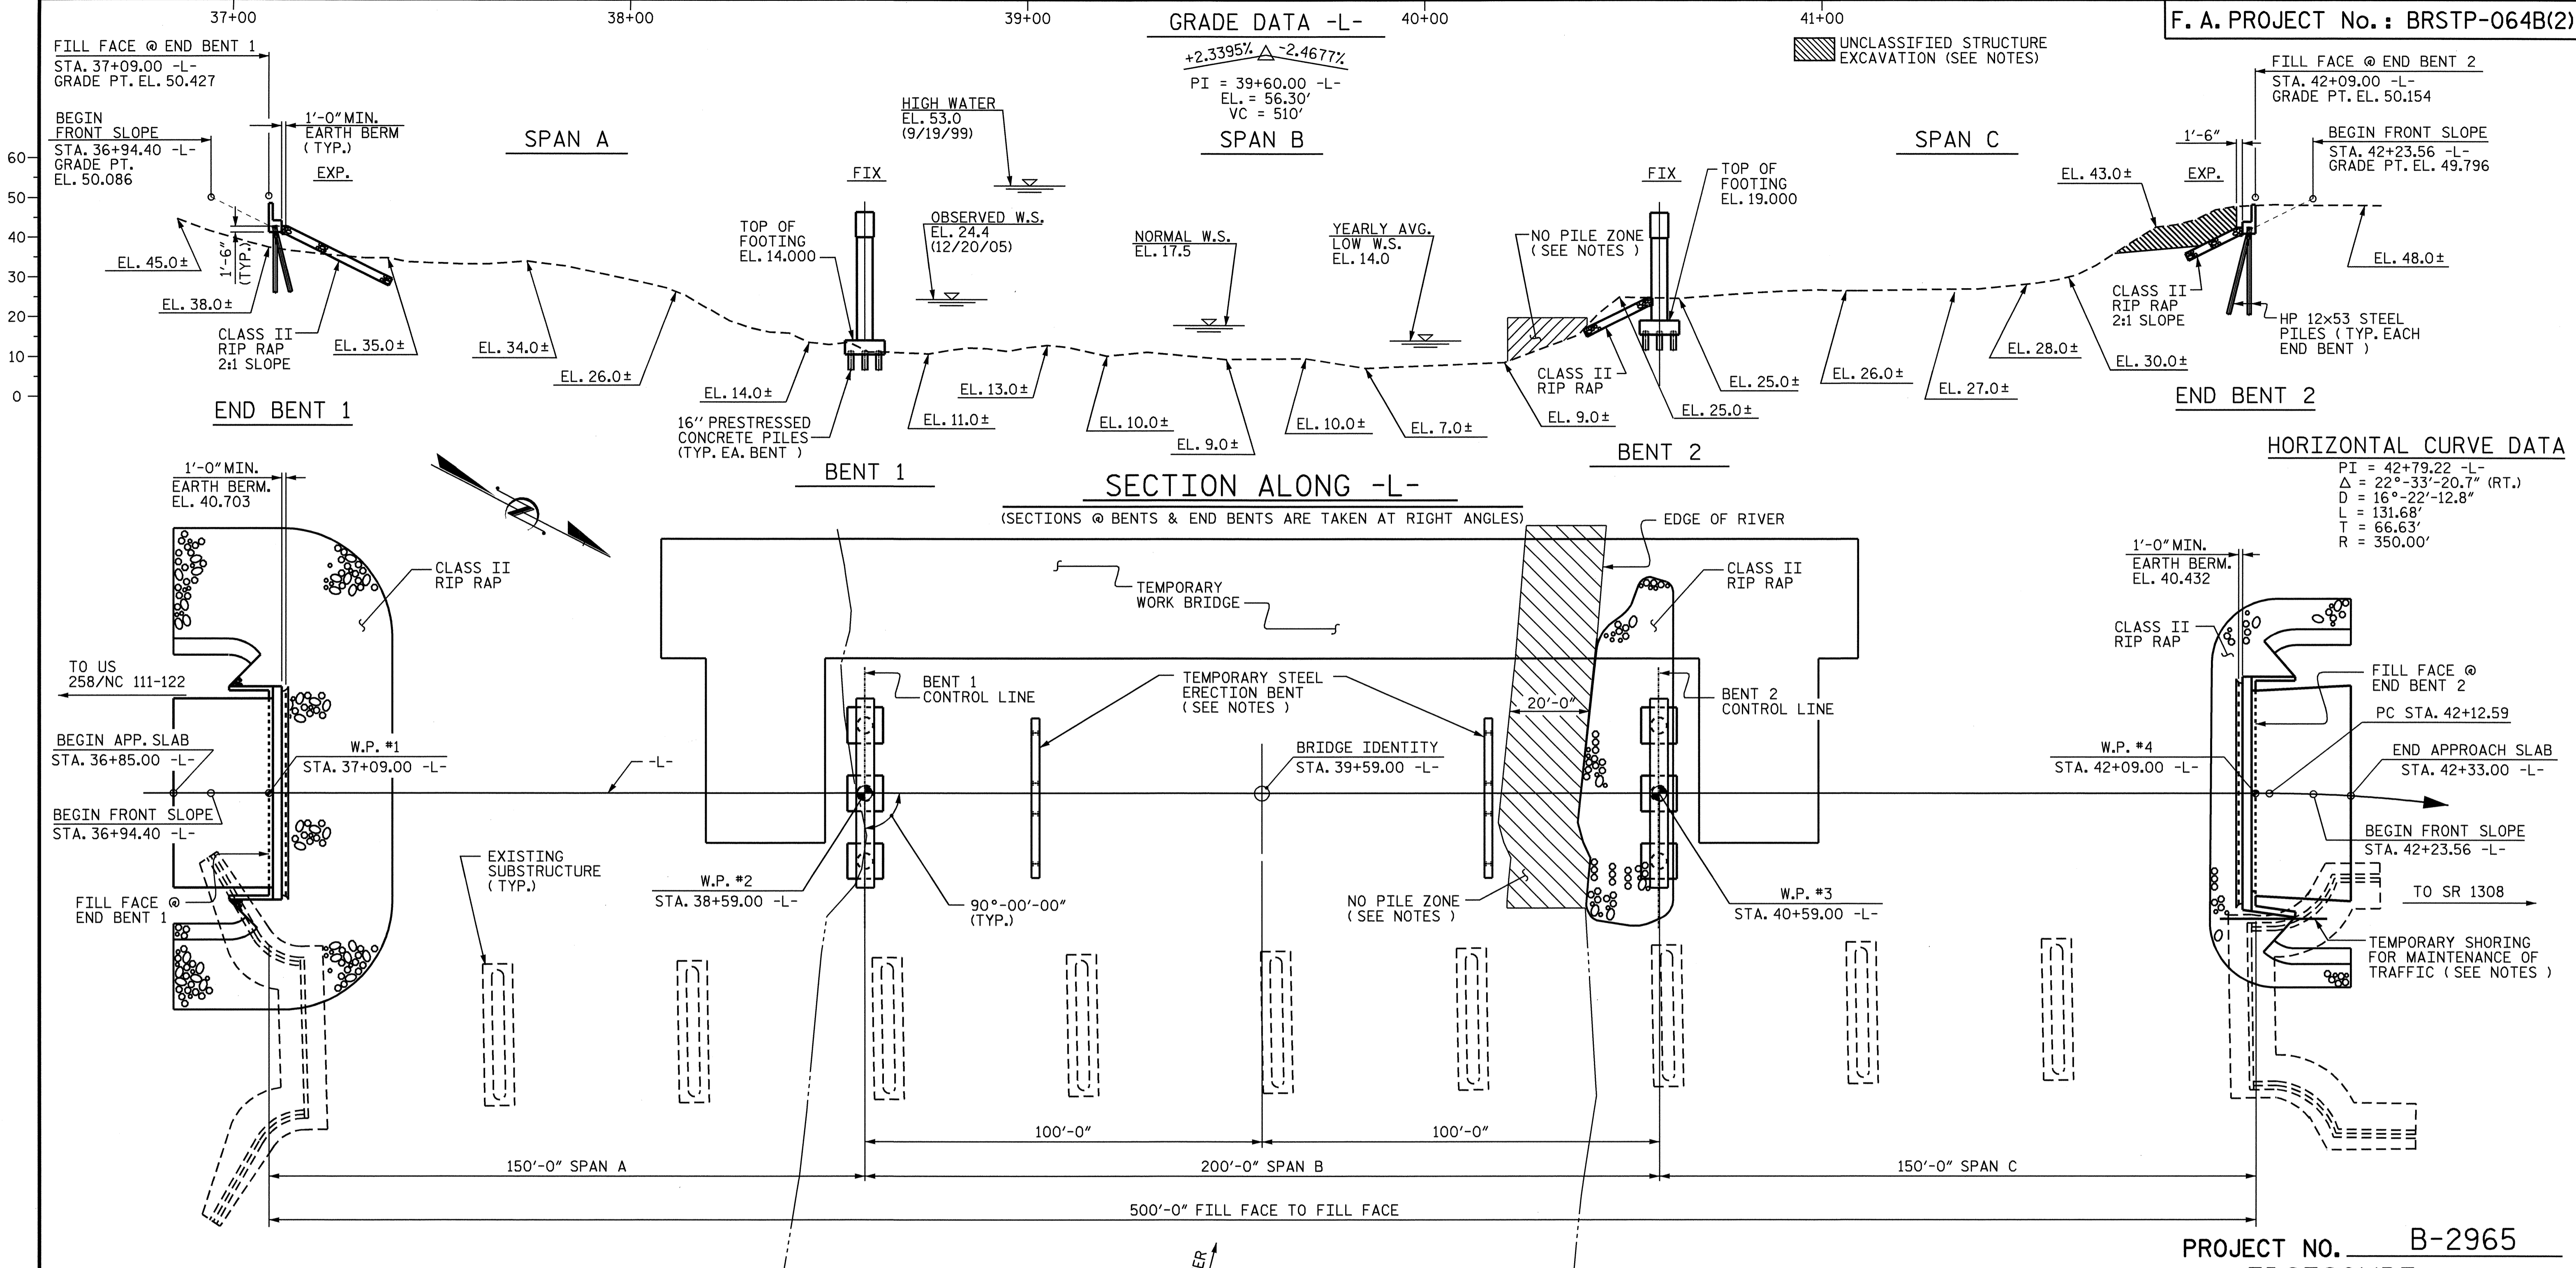 37+00
38+00
39+00
40+00
41+00
GRADE DATA -L-
+2.3395% -2.4677%
PI = 39+60.00 -L-
EL. = 56.30'
VC = 510'
UNCLASSIFIED STRUCTURE
EXCAVATION (SEE NOTES)
F. A. PROJECT No. : BRSTP-064B(2)
FILL FACE @ END BENT 1
STA. 37+09.00 -L-
GRADE PT. EL. 50.427
BEGIN
FRONT SLOPE
STA. 36+94.40 -L-
GRADE PT.
EL. 50.086
1'-0" MIN.
EARTH BERM
(TYP.)
EXP.
SPAN A
HIGH WATER
EL. 53.0
(9/19/99)
SPAN B
SPAN C
FILL FACE @ END BENT 2
STA. 42+09.00 -L-
GRADE PT. EL. 50.154
1'-6"
BEGIN FRONT SLOPE
STA. 42+23.56 -L-
GRADE PT. EL. 49.796
EXP.
EL. 43.0±
60
50
40
30
20
10
0
FIX
TOP OF
FOOTING
EL. 14.000
OBSERVED W.S.
EL. 24.4
(12/20/05)
NORMAL W.S.
EL. 17.5
YEARLY AVG.
LOW W.S.
EL. 14.0
NO PILE ZONE
(SEE NOTES )
FIX
TOP OF
FOOTING
EL. 19.000
EL. 45.0±
1'-6"
(TYP.)
EL. 38.0±
CLASS II
RIP RAP
2:1 SLOPE
EL. 35.0±
EL. 34.0±
EL. 26.0±
EL. 14.0±
16" PRESTRESSED
CONCRETE PILES
(TYP. EA. BENT )
EL. 11.0±
EL. 13.0±
EL. 10.0±
EL. 9.0±
EL. 10.0±
EL. 7.0±
EL. 9.0±
CLASS II
RIP RAP
EL. 25.0±
EL. 25.0±
EL. 26.0±
EL. 27.0±
EL. 28.0±
EL. 30.0±
CLASS II
RIP RAP
2:1 SLOPE
HP 12x53 STEEL
PILES (TYP. EACH
END BENT )
EL. 48.0±
END BENT 1
BENT 1
BENT 2
END BENT 2
SECTION ALONG -L-
(SECTIONS @ BENTS & END BENTS ARE TAKEN AT RIGHT ANGLES)
HORIZONTAL CURVE DATA
PI = 42+79.22 -L-
Δ = 22°-33'-20.7" (RT.)
D = 16°-22'-12.8"
L = 131.68'
T = 66.63'
R = 350.00'
1'-0" MIN.
EARTH BERM.
EL. 40.703
N
CLASS II
RIP RAP
TEMPORARY
WORK BRIDGE
EDGE OF RIVER
CLASS II
RIP RAP
1'-0" MIN.
EARTH BERM.
EL. 40.432
CLASS II
RIP RAP
TO US
258/NC 111-122
BENT 1
CONTROL LINE
TEMPORARY STEEL
ERECTION BENT
(SEE NOTES )
20'-0"
BENT 2
CONTROL LINE
FILL FACE @
END BENT 2
PC STA. 42+12.59
BEGIN APP. SLAB
STA. 36+85.00 -L-
W.P. #1
STA. 37+09.00 -L-
-L-
BRIDGE IDENTITY
STA. 39+59.00 -L-
W.P. #4
STA. 42+09.00 -L-
END APPROACH SLAB
STA. 42+33.00 -L-
BEGIN FRONT SLOPE
STA. 36+94.40 -L-
BEGIN FRONT SLOPE
STA. 42+23.56 -L-
EXISTING
SUBSTRUCTURE
(TYP.)
W.P. #2
STA. 38+59.00 -L-
90°-00'-00"
(TYP.)
NO PILE ZONE
(SEE NOTES )
W.P. #3
STA. 40+59.00 -L-
FILL FACE @
END BENT 1
TO SR 1308
TEMPORARY SHORING
FOR MAINTENANCE OF
TRAFFIC (SEE NOTES )
100'-0"
100'-0"
150'-0" SPAN A
200'-0" SPAN B
150'-0" SPAN C
500'-0" FILL FACE TO FILL FACE
PROJECT NO. B-2965